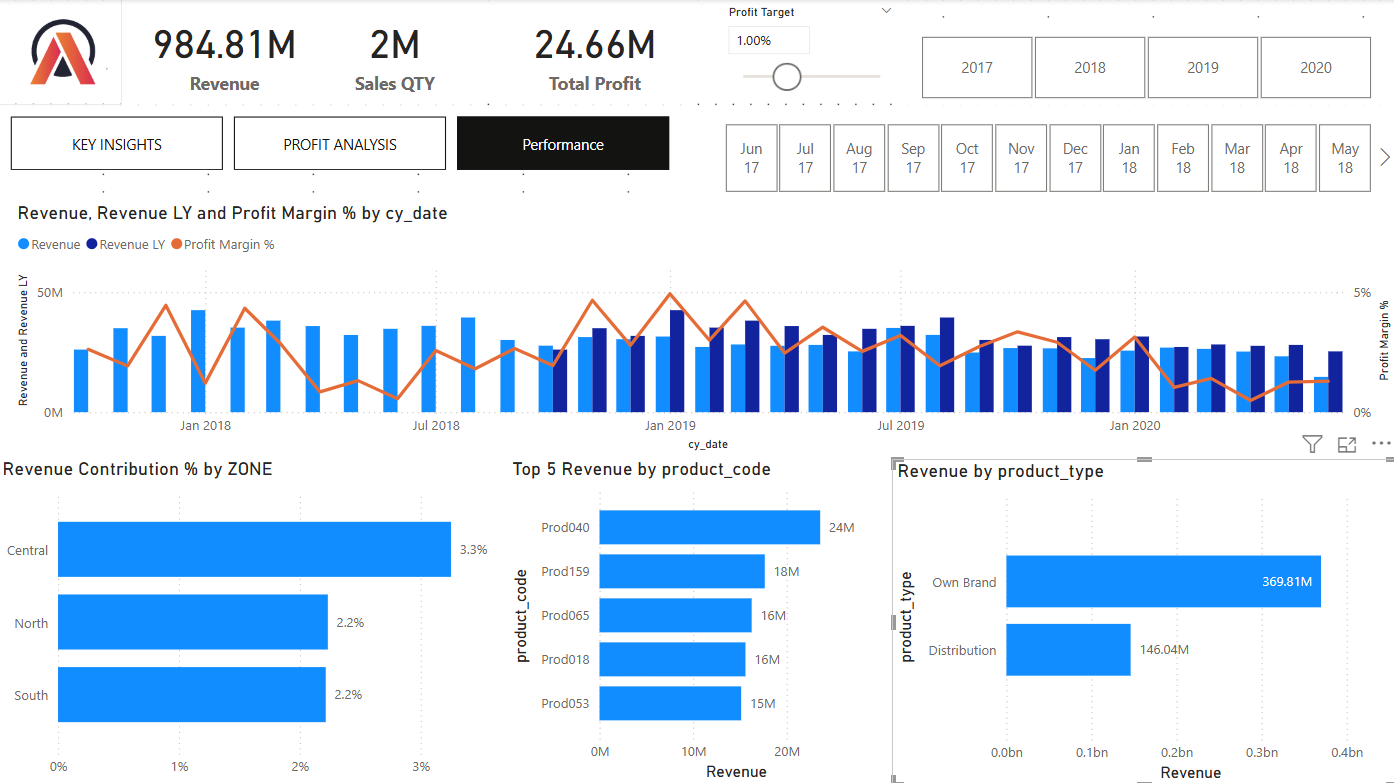 984.81M
Revenue
2M
Sales QTY
24.66M
Total Profit
Profit Target
1.00%
2017
2018
2019
2020
KEY INSIGHTS
PROFIT ANALYSIS
Performance
Jun 17
Jul 17
Aug 17
Sep 17
Oct 17
Nov 17
Dec 17
Jan 18
Feb 18
Mar 18
Apr 18
May 18
Revenue, Revenue LY and Profit Margin % by cy_date
Revenue Revenue LY Profit Margin %
Revenue and Revenue LY
50M
0M
5%
0%
Profit Margin %
Jan 2018
Jul 2018
Jan 2019
Jul 2019
Jan 2020
cy_date
Revenue Contribution % by ZONE
Central
3.3%
North
2.2%
South
2.2%
0%
1%
2%
3%
Top 5 Revenue by product_code
product_code
Prod040
24M
Prod159
18M
Prod065
16M
Prod018
16M
Prod053
15M
0M
10M
20M
Revenue
Revenue by product_type
product_type
Own Brand
369.81M
Distribution
146.04M
0.0bn
0.1bn
0.2bn
0.3bn
0.4bn
Revenue